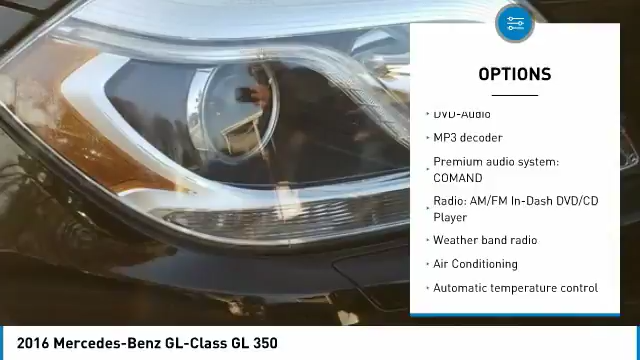 OPTIONS
DVD-Audio
MP3 decoder
Premium audio system:
COMAND
Radio: AM/FM In-Dash DVD/CD
Player
Weather band radio
Air Conditioning
Automatic temperature control
2016 Mercedes-Benz GL-Class GL 350